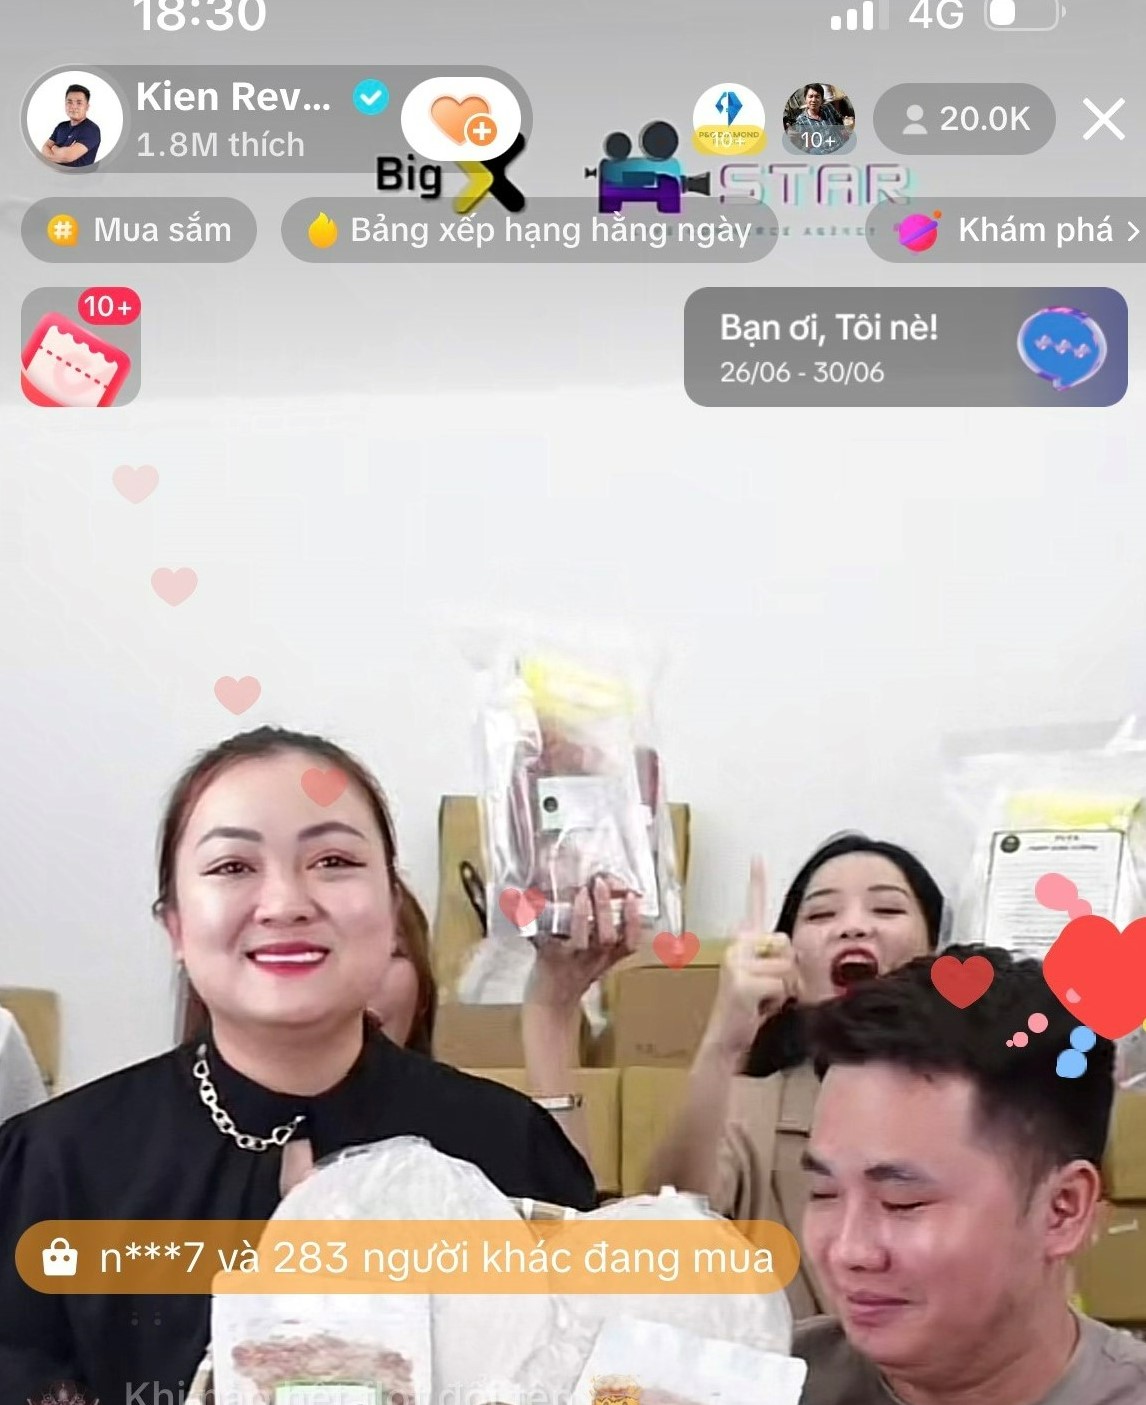 18:30
4G
Kien Rev...
1.8M thích
10+
10+
20.0K
Big X
STAR
Mua sắm
Bảng xếp hạng hằng ngày
Khám phá
10+
Bạn ơi, Tôi nè!
26/06 - 30/06
n***7 và 283 người khác đang mua